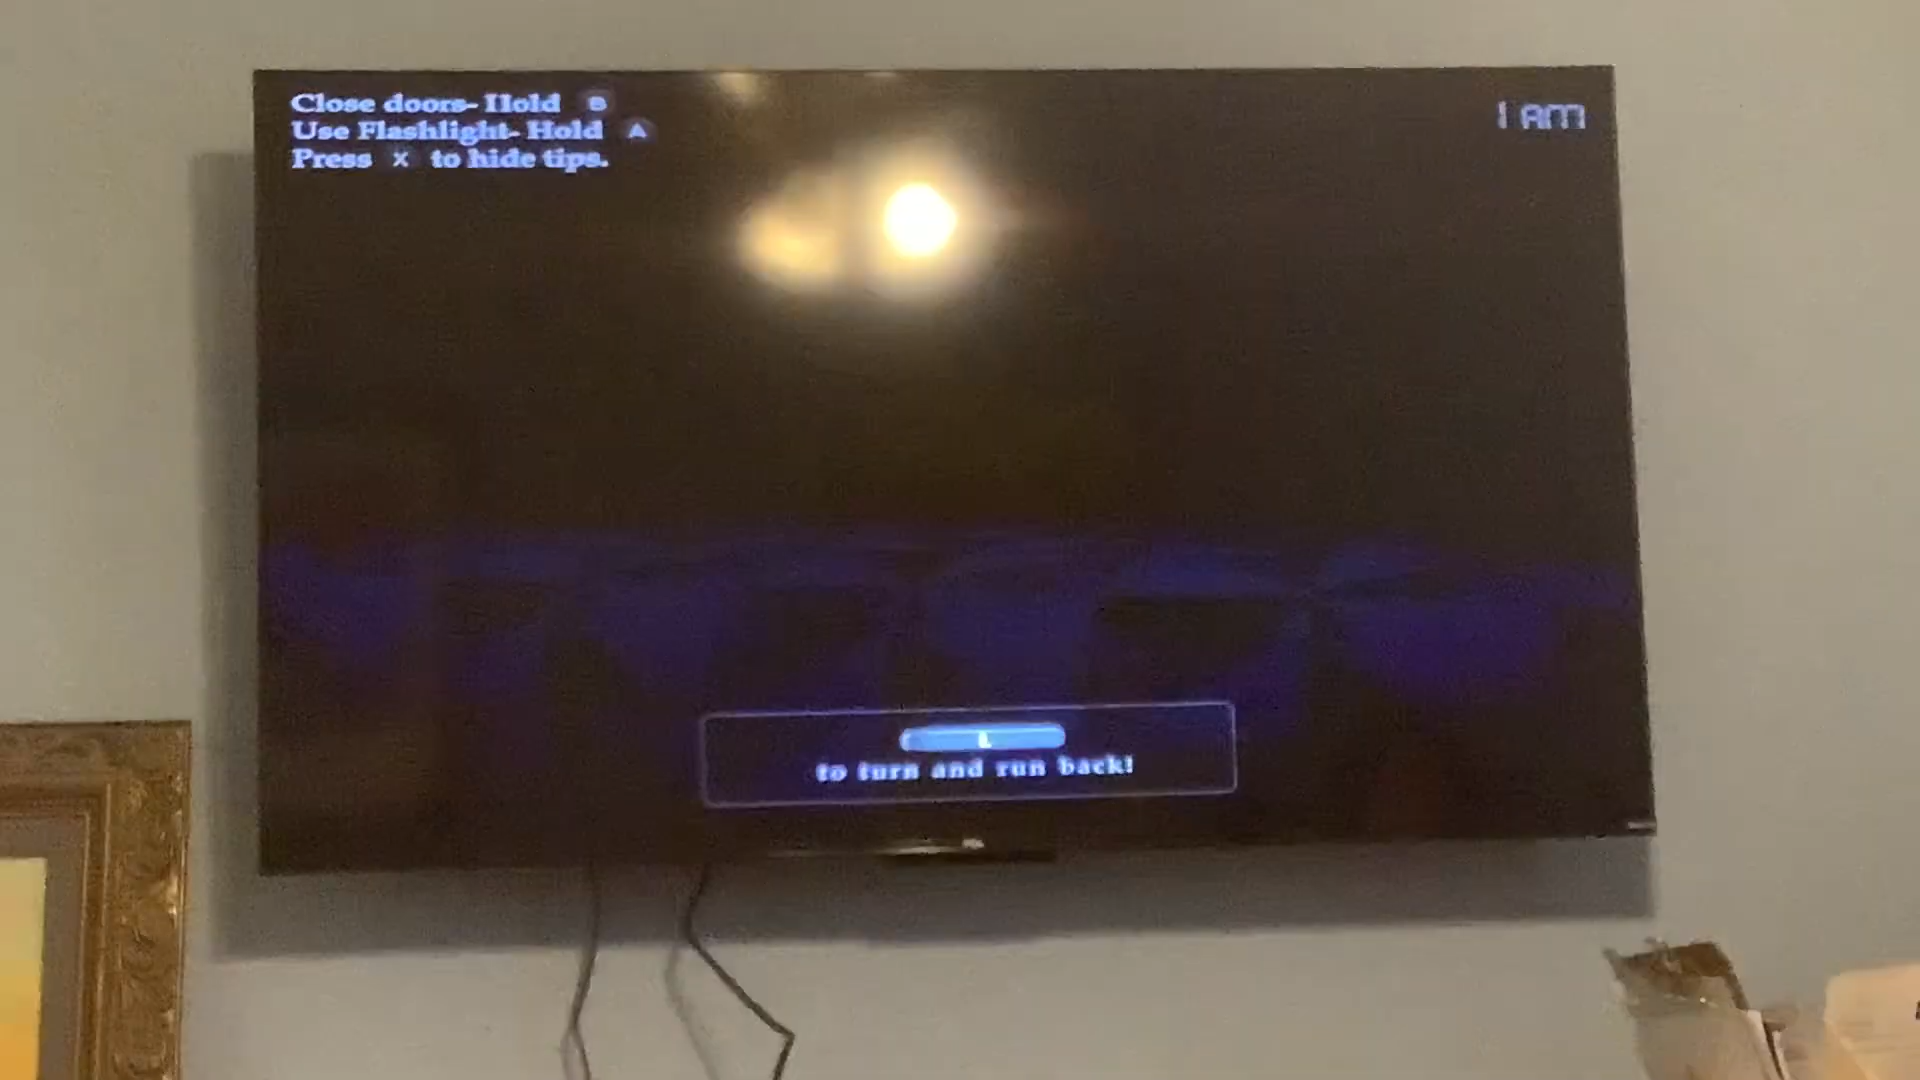 Close doors- Hold B
Use Flashlight- Hold A
Press X to hide tips.
1 AM
L
to turn and run back!